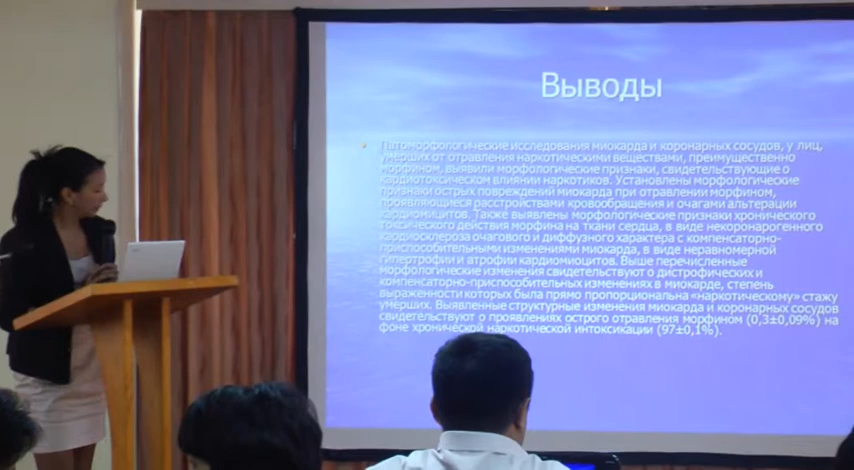 Выводы
Патоморфологические исследования миокарда и коронарных сосудов, у лиц,
умерших от отравления наркотическими веществами, преимущественно
морфином, выявили морфологические признаки, свидетельствующие о
кардиотоксическом влиянии наркотиков. Установлены морфологические
признаки острых повреждений миокарда при отравлении морфином,
проявляющиеся расстройствами кровообращения и очагами альтерации
кардиомицитов. Также выявлены морфологические признаки хронического
токсического действия морфина на ткани сердца, в виде некоронарогенного
кардиосклероза очагового и диффузного характера с компенсаторно-
приспособительными изменениями миокарда, в виде неравномерной
гипертрофии и атрофии кардиомиоцитов. Выше перечисленные
морфологические изменения свидетельствуют о дистрофических и
компенсаторно-приспособительных изменениях в миокарде, степень
выраженности которых была прямо пропорциональна «наркотическому» стажу
умерших. Выявленные структурные изменения миокарда и коронарных сосудов
свидетельствуют о проявлениях острого отравления морфином (0,3±0,09%) на
фоне хронической наркотической интоксикации (97±0,1%).